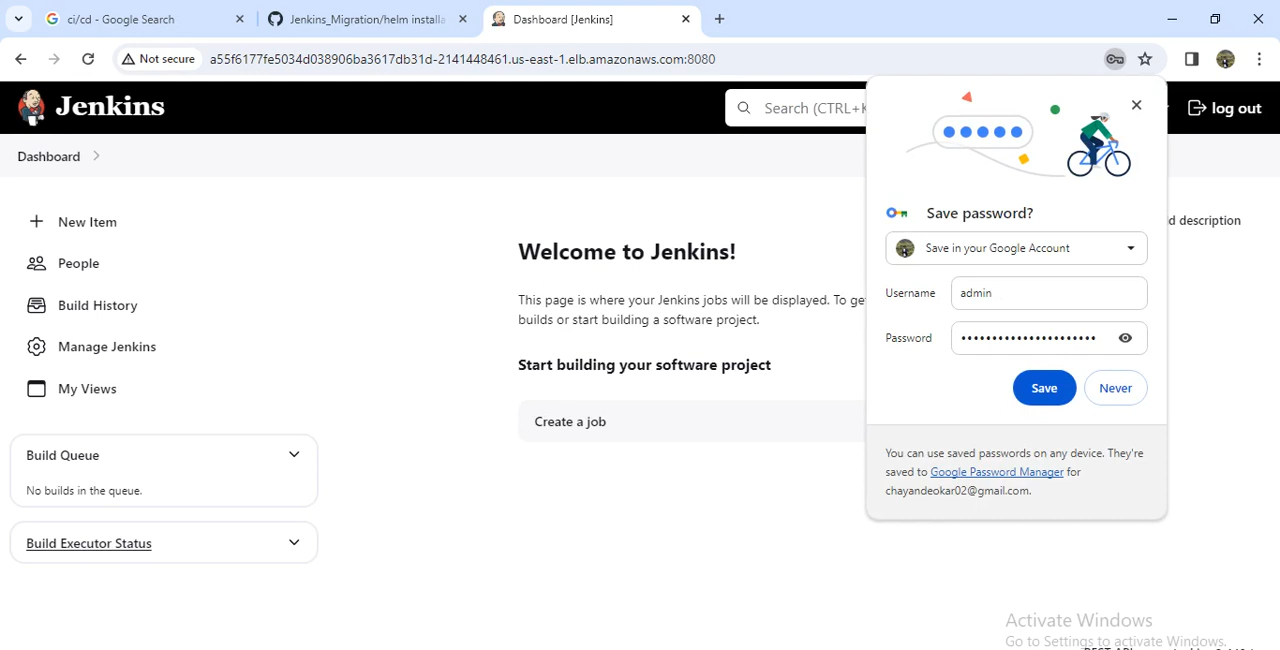 ci/cd - Google Search
Jenkins_Migration/helm installa
Dashboard [Jenkins]
Not secure
a55f6177fe5034d038906ba3617db31d-2141448461.us-east-1.elb.amazonaws.com:8080
Jenkins
Search (CTRL+K
log out
Dashboard
New Item
People
Build History
Manage Jenkins
My Views
Build Queue
No builds in the queue.
Build Executor Status
d description
Welcome to Jenkins!
This page is where your Jenkins jobs will be displayed. To ge
builds or start building a software project.
Start building your software project
Create a job
Save password?
Save in your Google Account
Username
admin
Password
Save
Never
You can use saved passwords on any device. They're
saved to Google Password Manager for
chayandeokar02@gmail.com.
Activate Windows
Go to Settings to activate Windows.